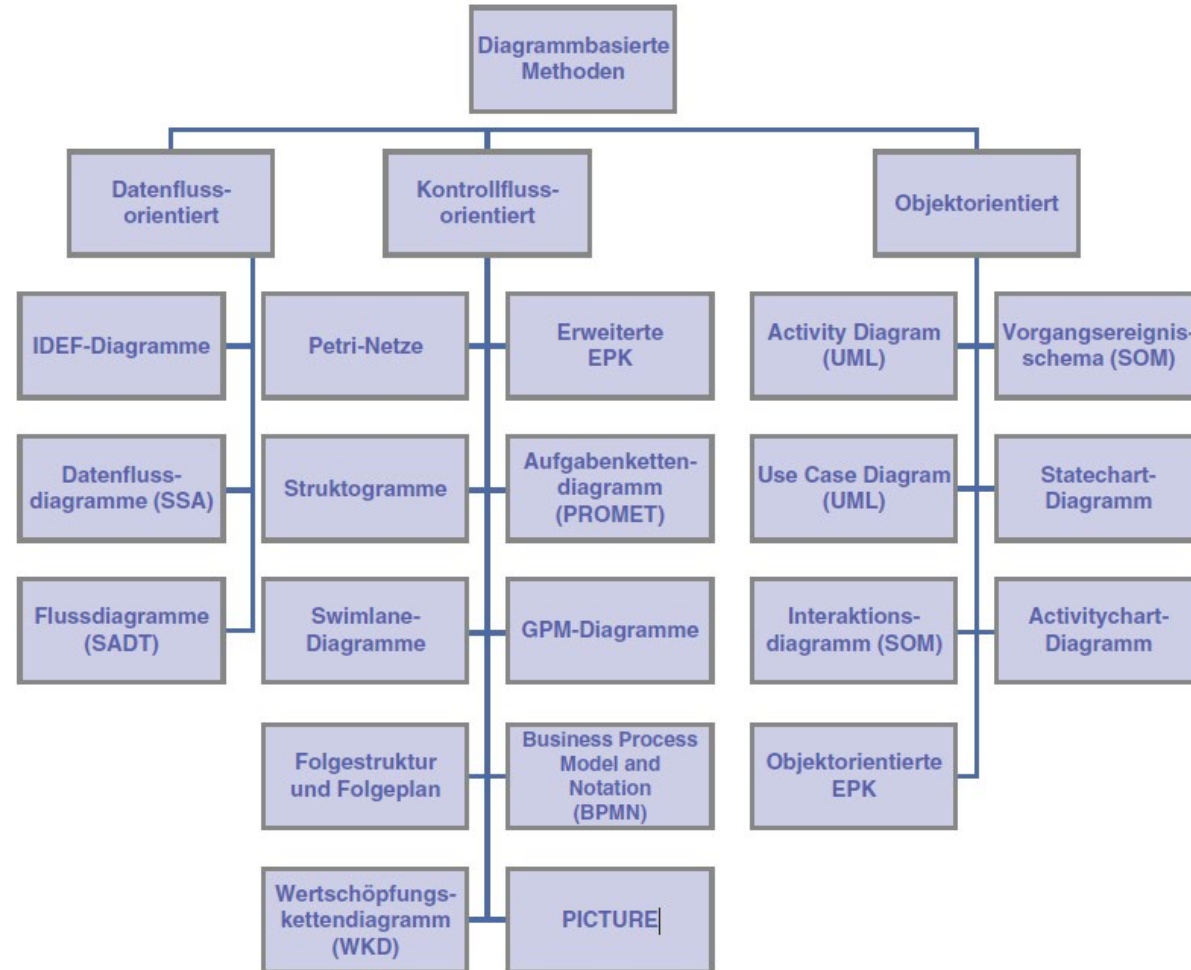 Diagrammbasierte
Methoden
Datenfluss-
orientiert
Kontrollfluss-
orientiert
Objektorientiert
IDEF-Diagramme
Petri-Netze
Erweiterte
EPK
Activity Diagram
(UML)
Vorgangsereignis-
schema (SOM)
Datenfluss-
diagramme (SSA)
Struktogramme
Aufgabenketten-
diagramm
(PROMET)
Use Case Diagram
(UML)
Statechart-
Diagramm
Flussdiagramme
(SADT)
Swimlane-
Diagramme
GPM-Diagramme
Interaktions-
diagramm (SOM)
Activitychart-
Diagramm
Folgestruktur
und Folgeplan
Business Process
Model and
Notation
(BPMN)
Objektorientierte
EPK
Wertschöpfungs-
kettendiagramm
(WKD)
PICTURE